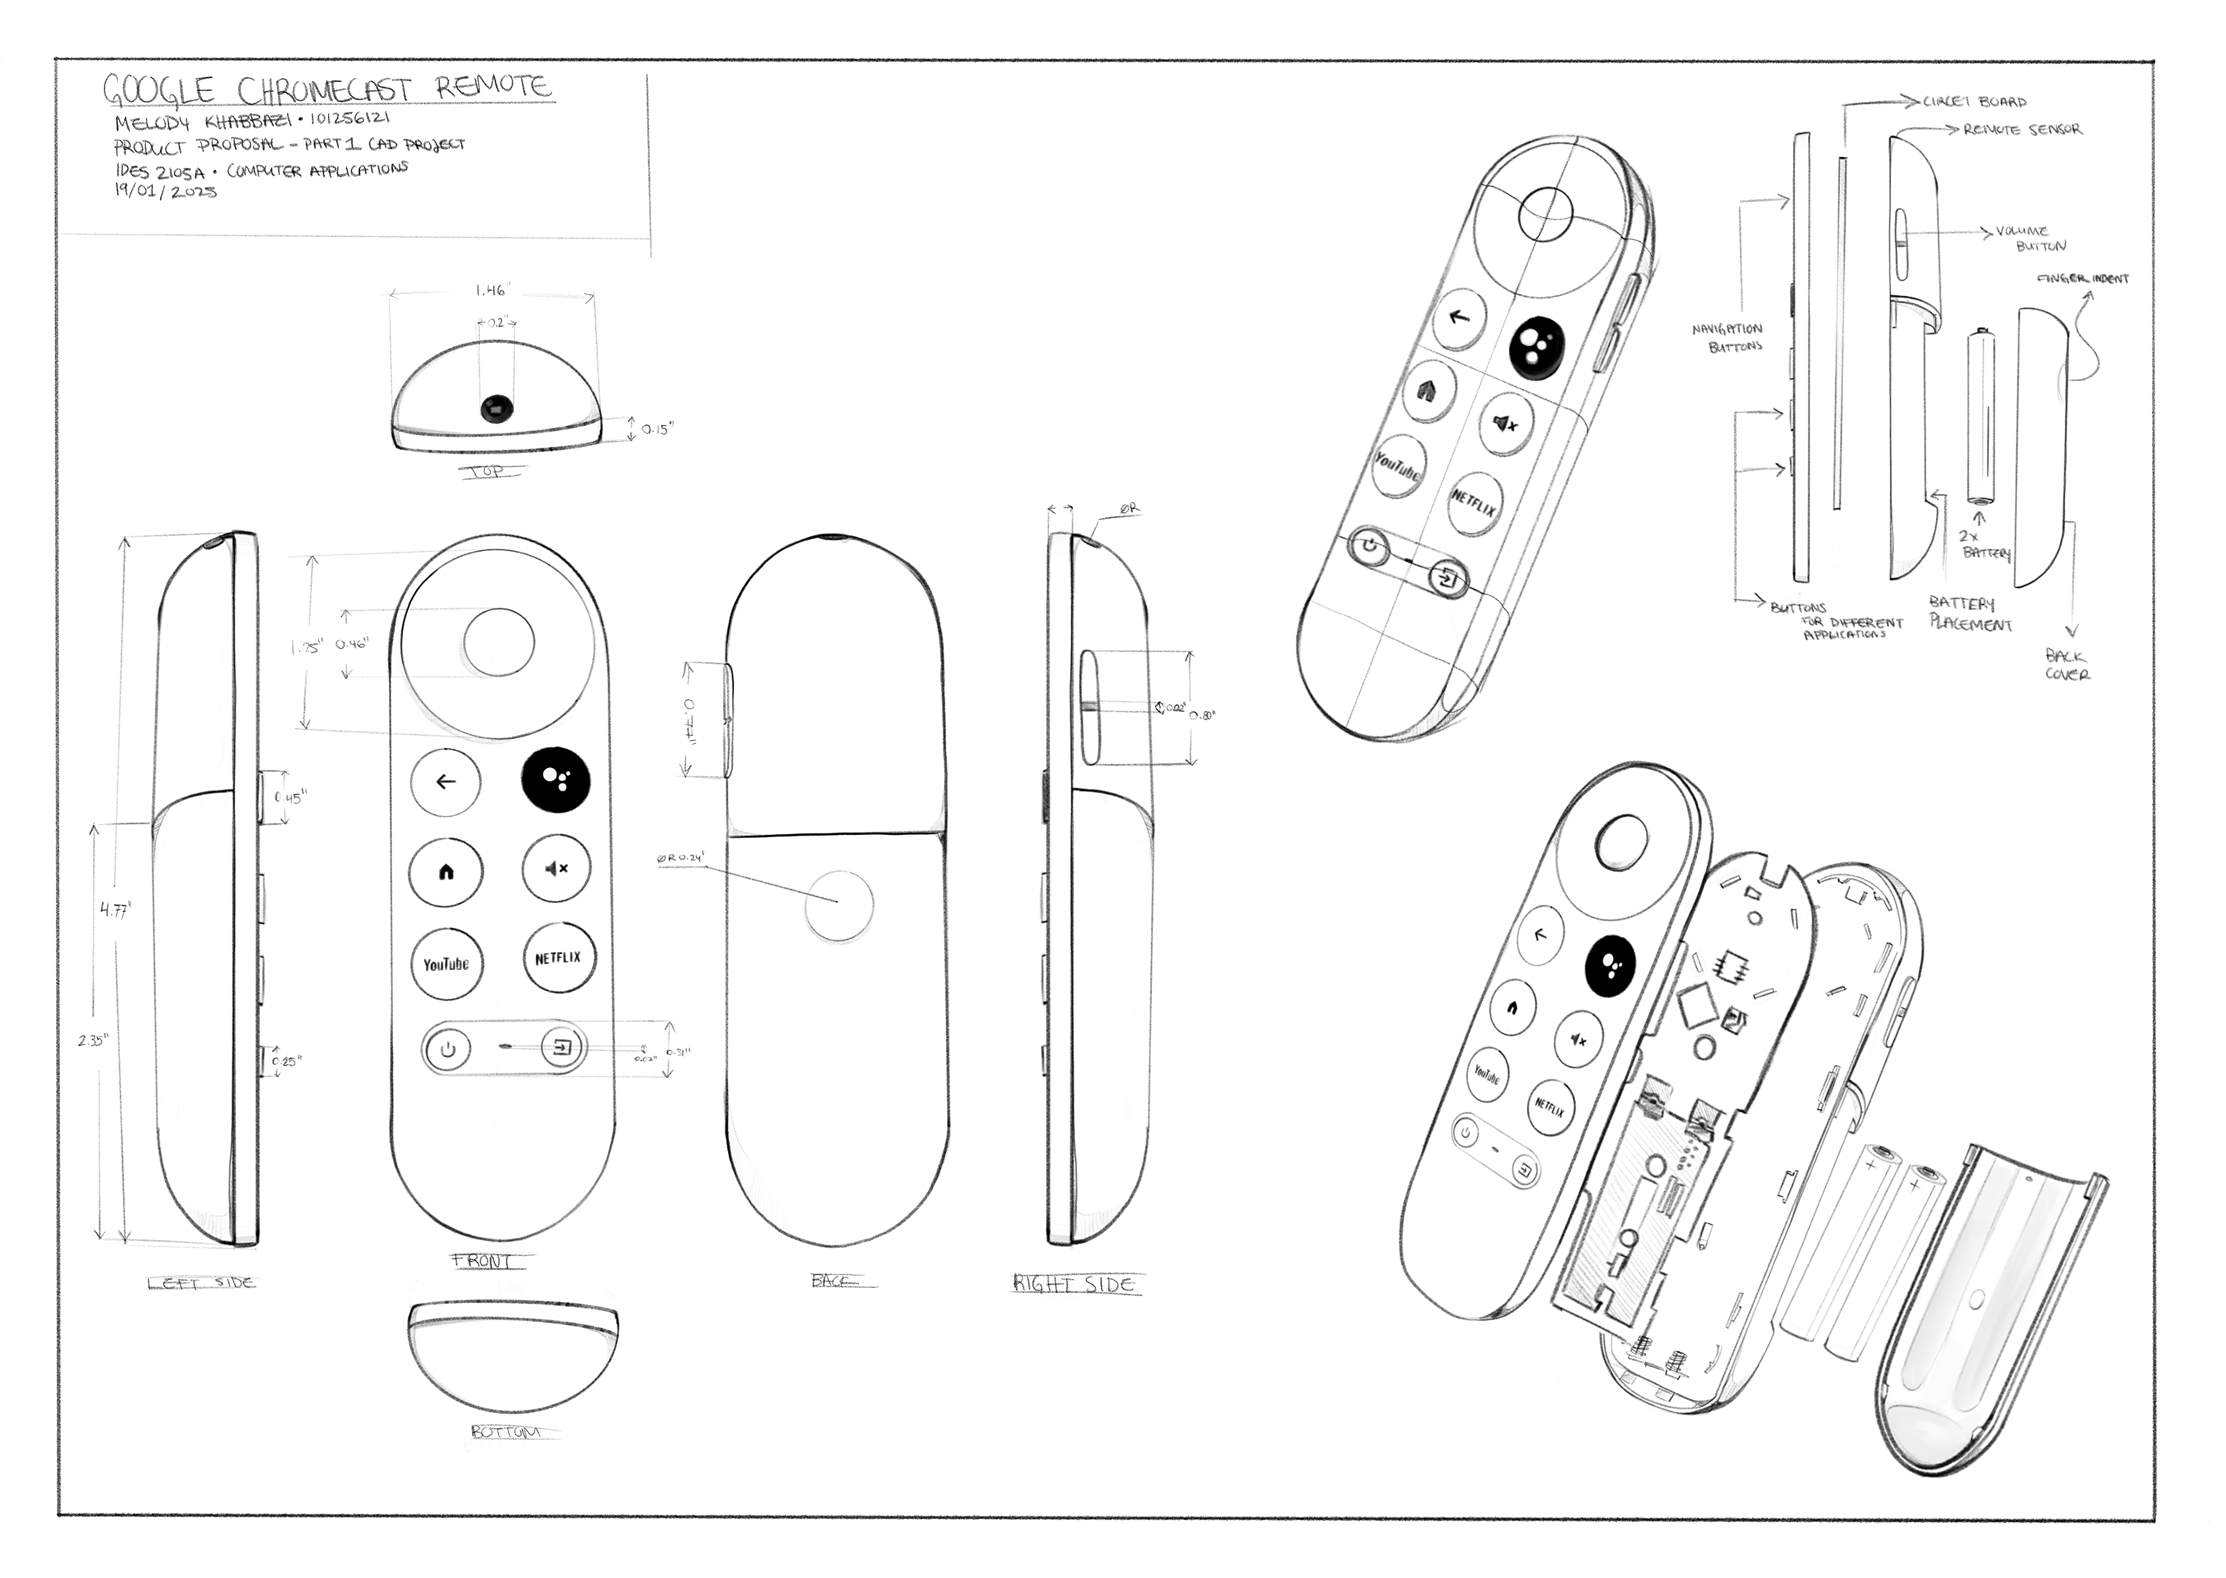 GOOGLE CHROMECAST REMOTE
MELODY KHABBAZI • 101256121
PRODUCT PROPOSAL - PART 1 CAD PROJECT
IDES 2105A • COMPUTER APPLICATIONS
19/01/2025
1.46"
0.2"
0.15"
TOP
4.77"
2.35"
0.45"
0.25"
LEFT SIDE
1.25"
0.46"
YouTube
NETFLIX
0.02"
0.31"
FRONT
BOTTOM
0.77"
ØR 0.24"
BACK
ØR
0.02"
0.80"
RIGHT SIDE
YouTube
NETFLIX
CIRCET BOARD
REMOTE SENSOR
VOLUME
BUTTON
FINGER INDENT
NAVIGATION
BUTTONS
2x
BATTERY
BUTTONS
FOR DIFFERENT
APPLICATIONS
BATTERY
PLACEMENT
BACK
COVER
YouTube
NETFLIX
+
+